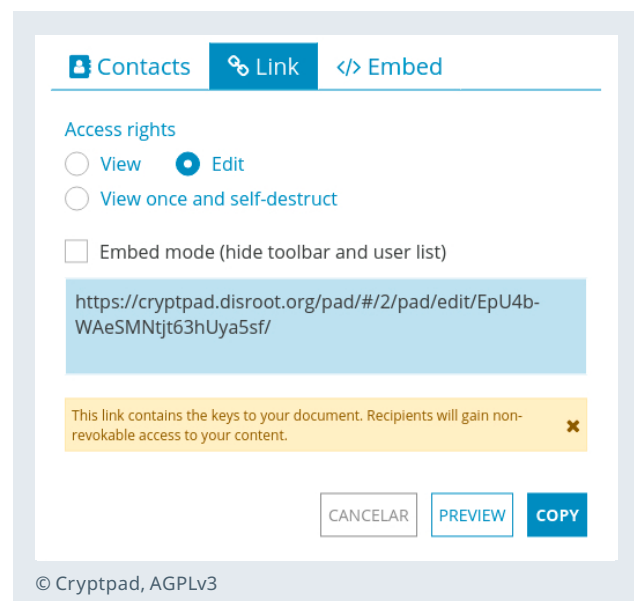 Contacts Link </> Embed
Access rights
View Edit
View once and self-destruct
Embed mode (hide toolbar and user list)
https://cryptpad.disroot.org/pad/#/2/pad/edit/EpU4b-
WAeSMNtjt63hUya5sf/
This link contains the keys to your document. Recipients will gain non-
revokable access to your content.
CANCELAR PREVIEW COPY
© Cryptpad, AGPLv3